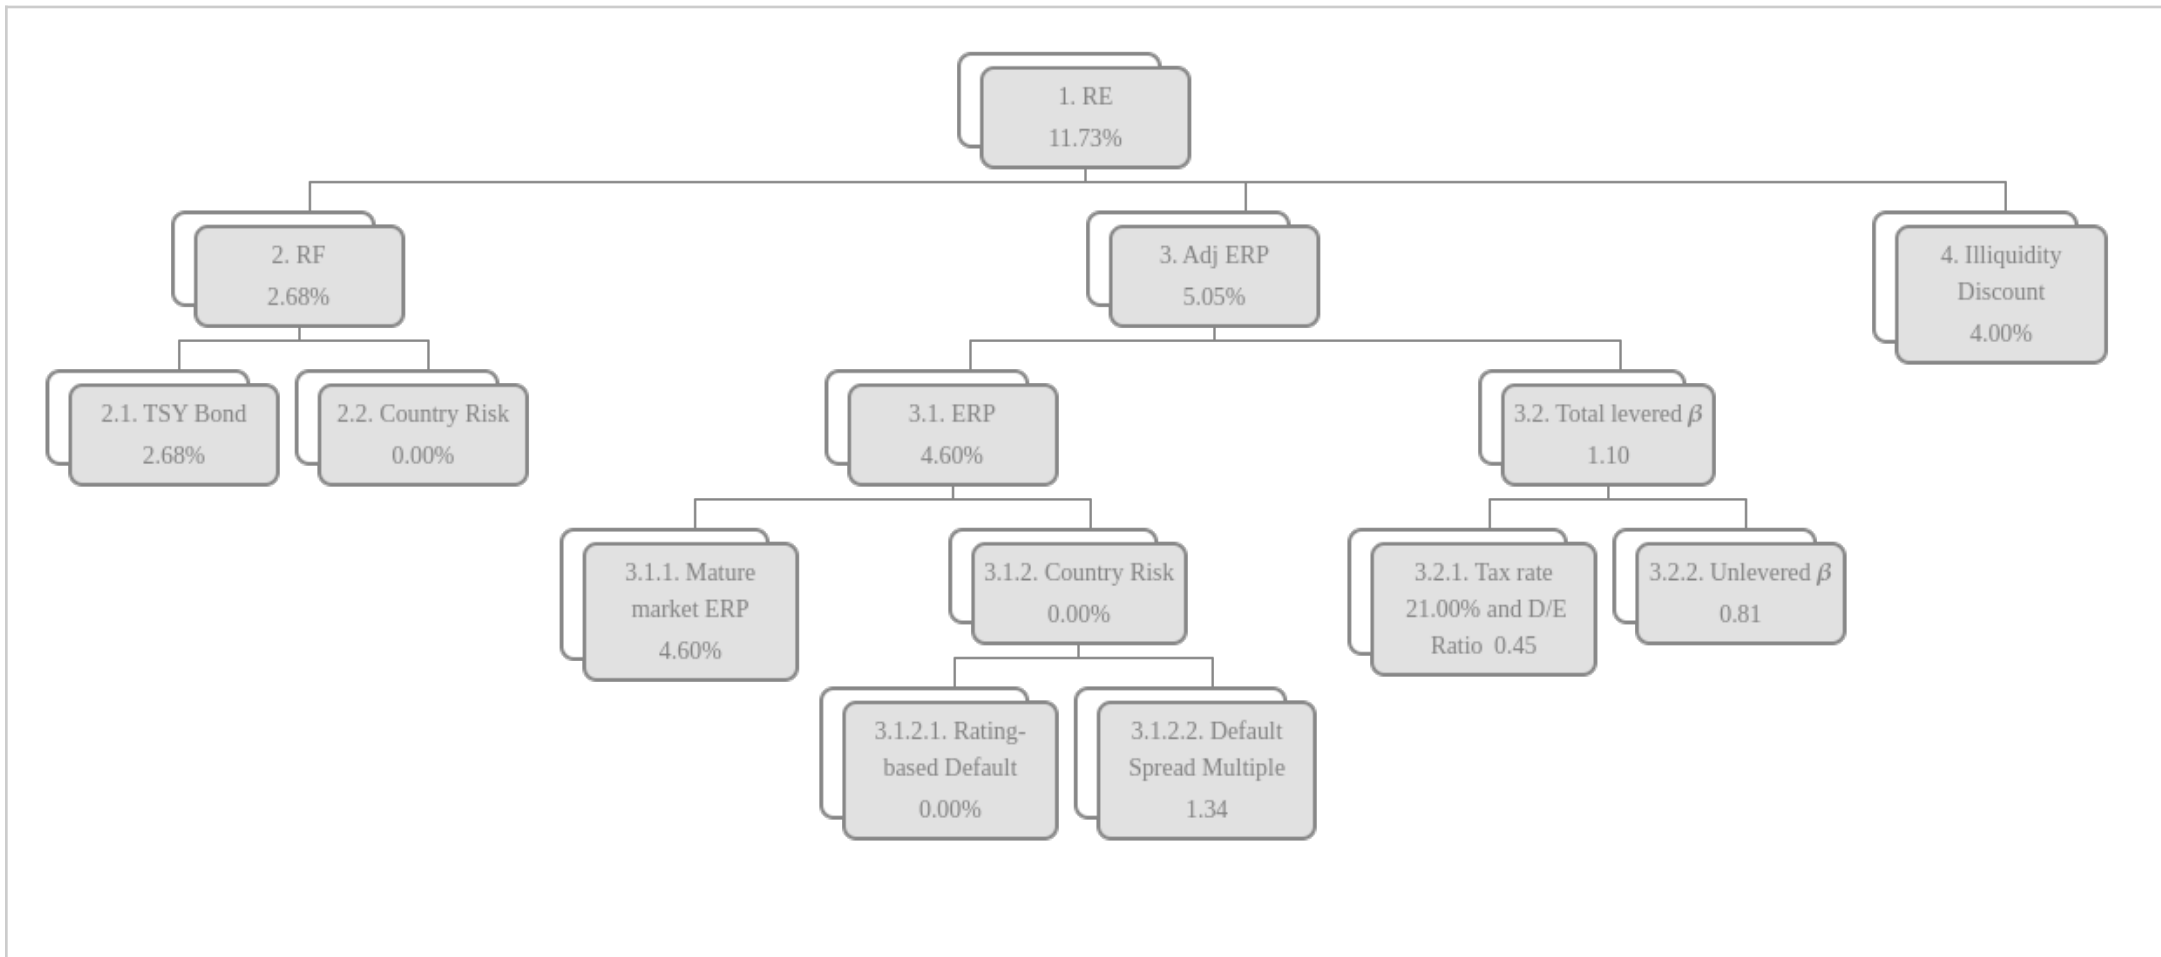 1. RE
11.73%
2. RF
2.68%
3. Adj ERP
5.05%
4. Illiquidity
Discount
4.00%
2.1. TSY Bond
2.68%
2.2. Country Risk
0.00%
3.1. ERP
4.60%
3.2. Total levered β
1.10
3.1.1. Mature
market ERP
4.60%
3.1.2. Country Risk
0.00%
3.2.1. Tax rate
21.00% and D/E
Ratio 0.45
3.2.2. Unlevered β
0.81
3.1.2.1. Rating-
based Default
0.00%
3.1.2.2. Default
Spread Multiple
1.34